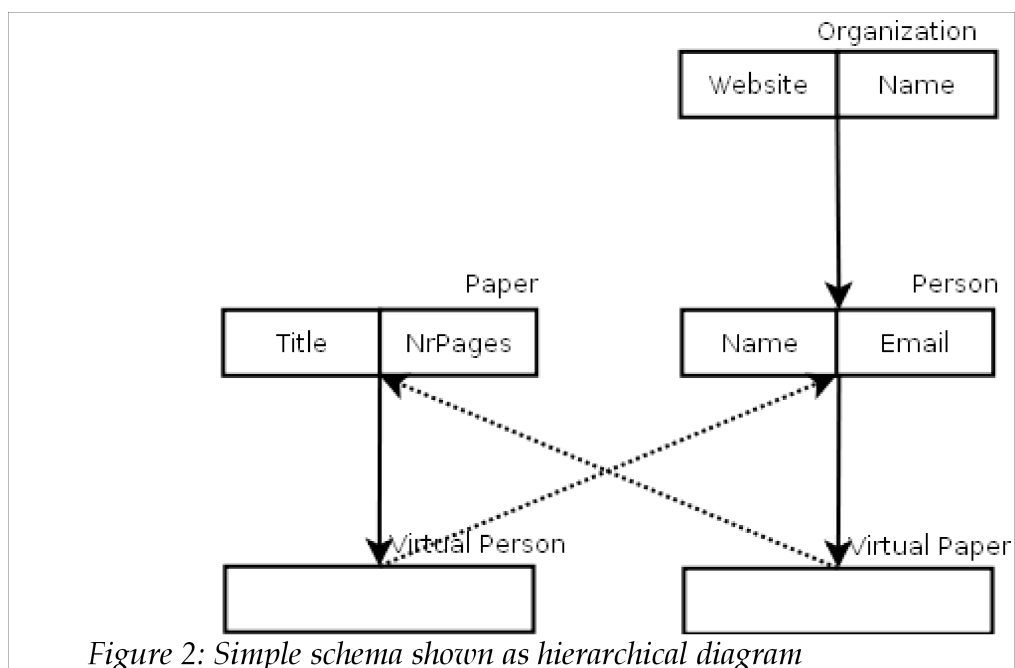 Organization
Website Name
Paper Person
Title NrPages Name Email
Virtual Person Virtual Paper
Figure 2: Simple schema shown as hierarchical diagram